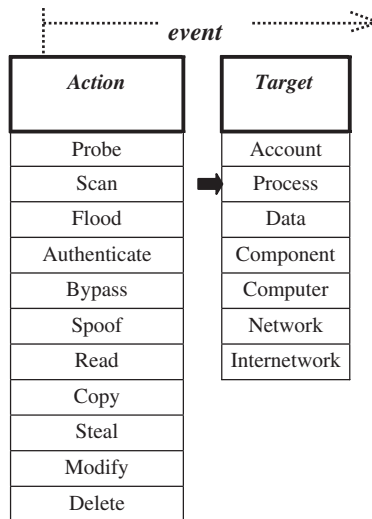 event
Action Target
Probe Account
Scan Process
Flood Data
Authenticate Component
Bypass Computer
Spoof Network
Read Internetwork
Copy
Steal
Modify
Delete